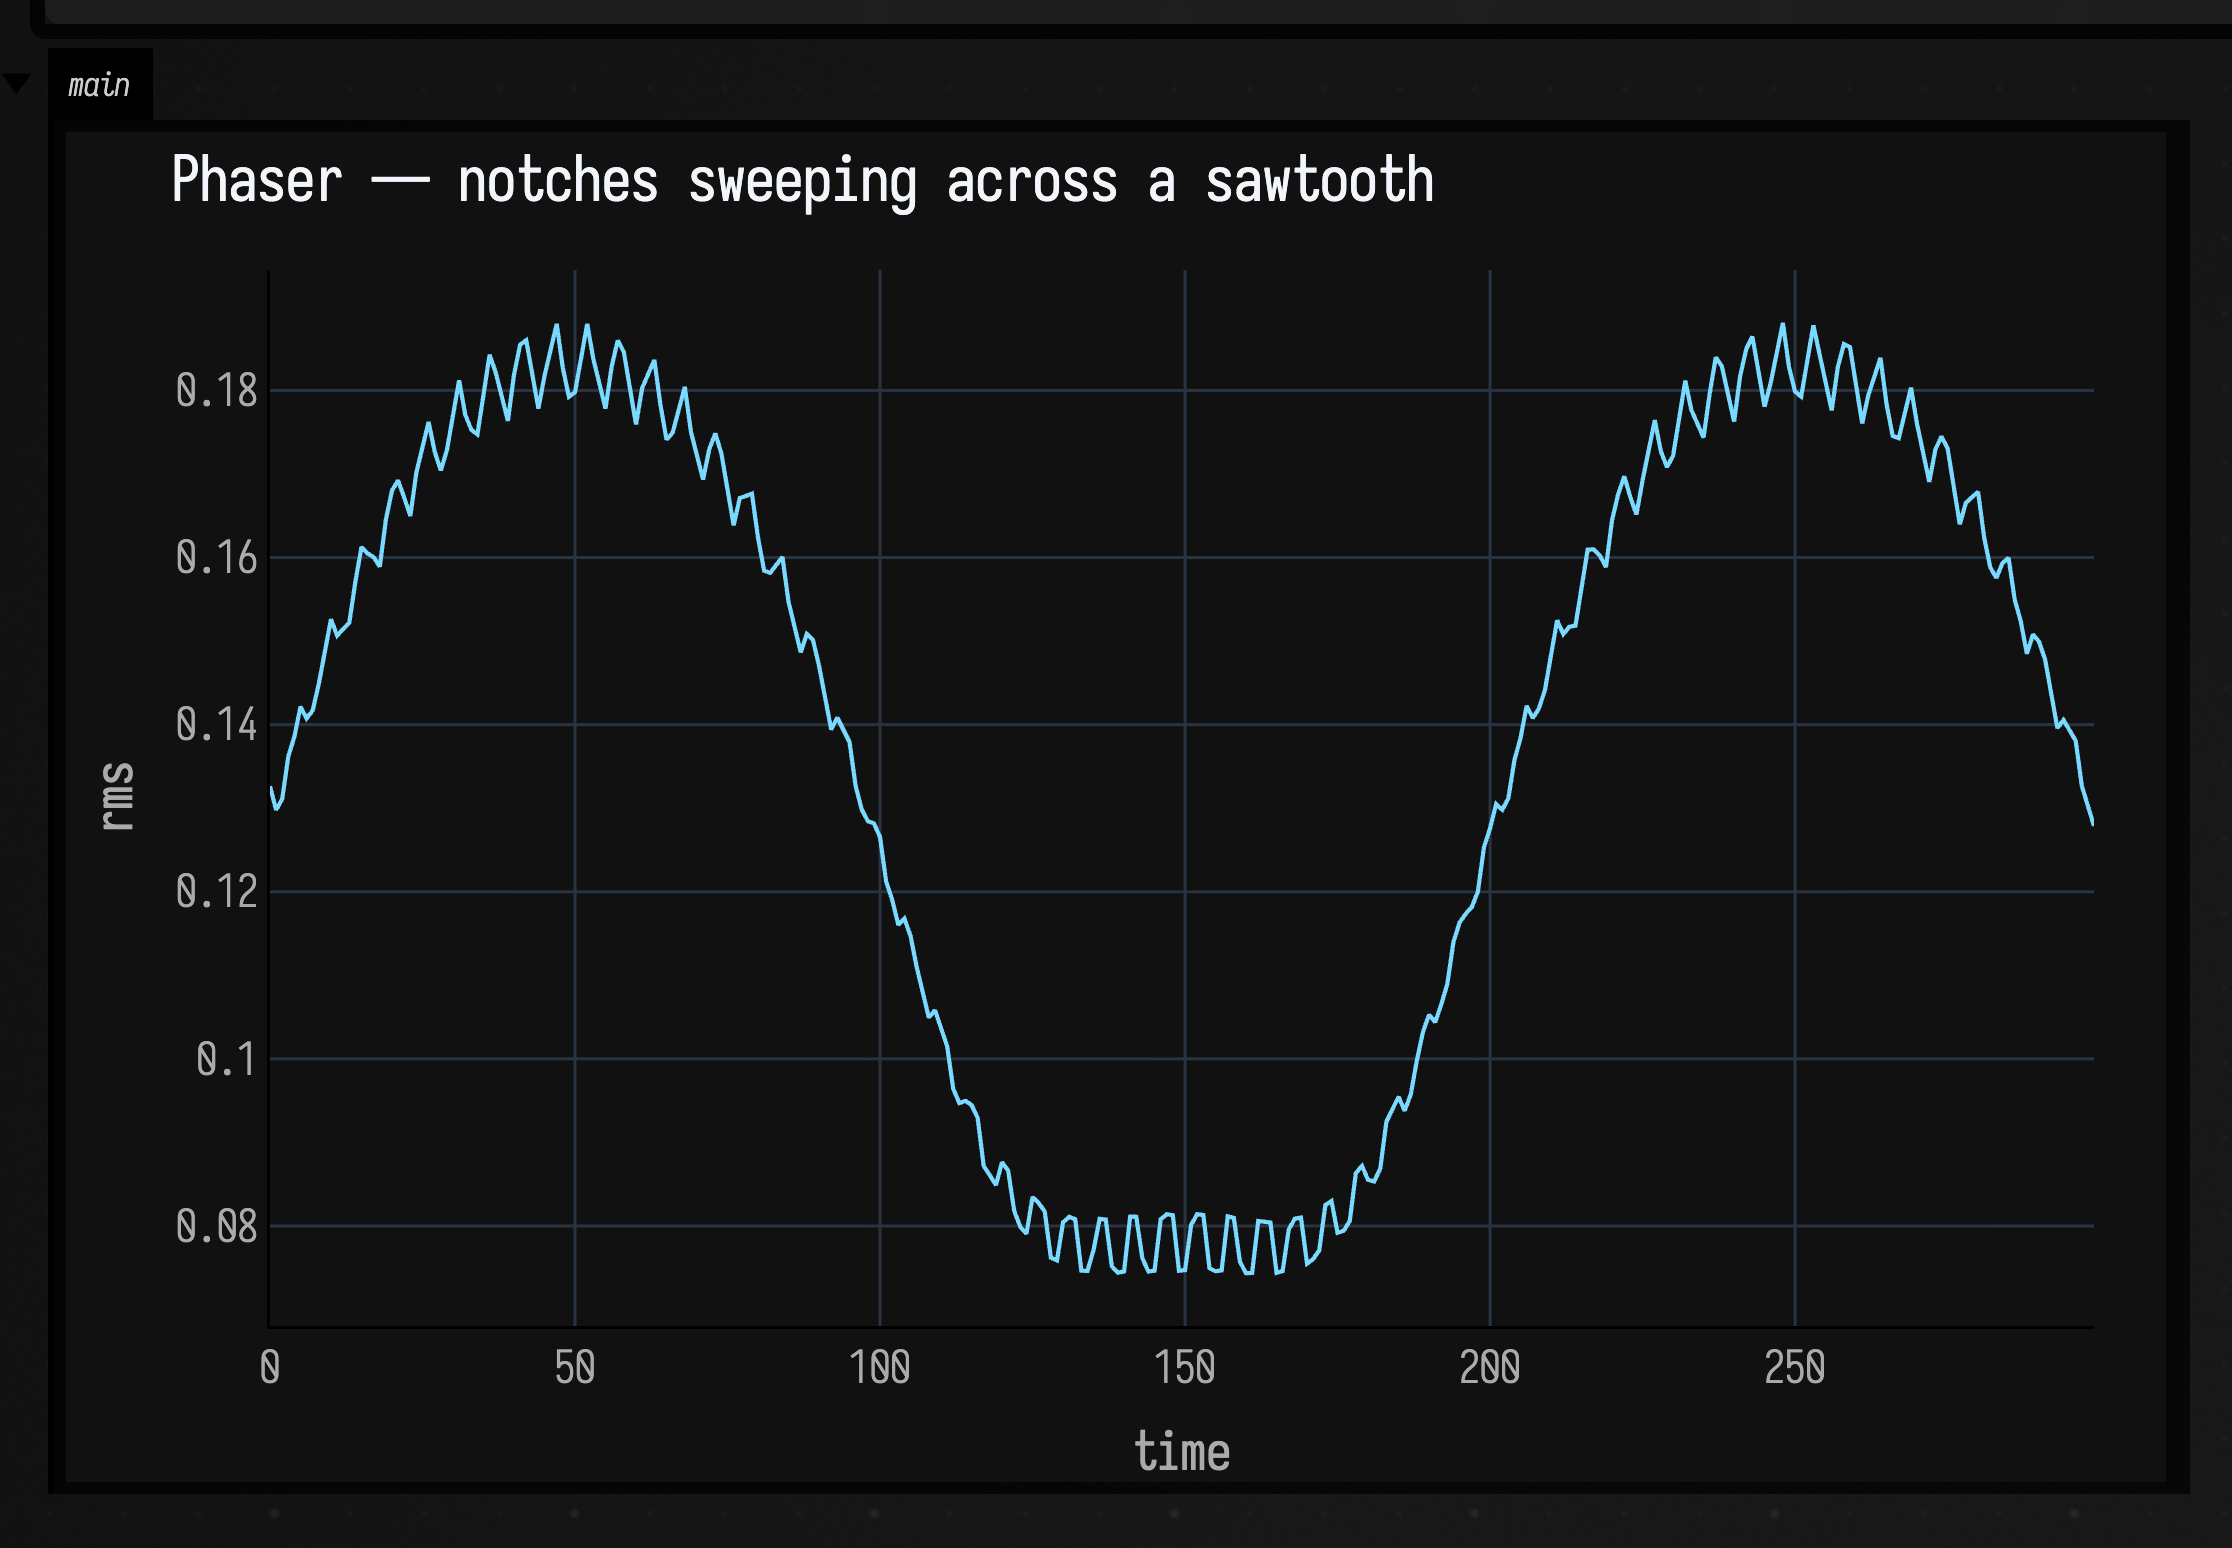 main
Phaser — notches sweeping across a sawtooth
0.18
0.16
0.14
rms
0.12
0.1
0.08
0 50 100 150 200 250
time